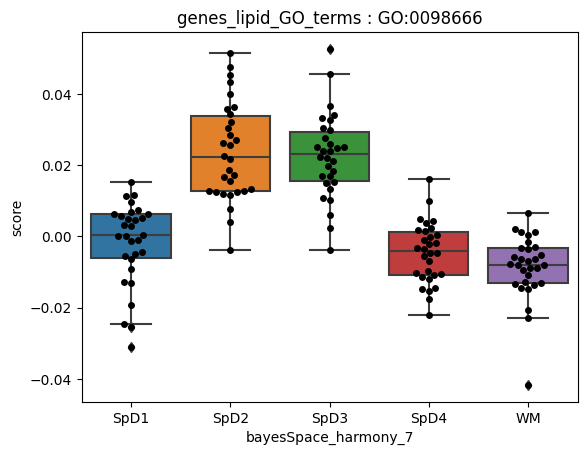 genes_lipid_GO_terms : GO:0098666
score
0.04
0.02
0.00
−0.02
−0.04
SpD1 SpD2 SpD3 SpD4 WM
bayesSpace_harmony_7